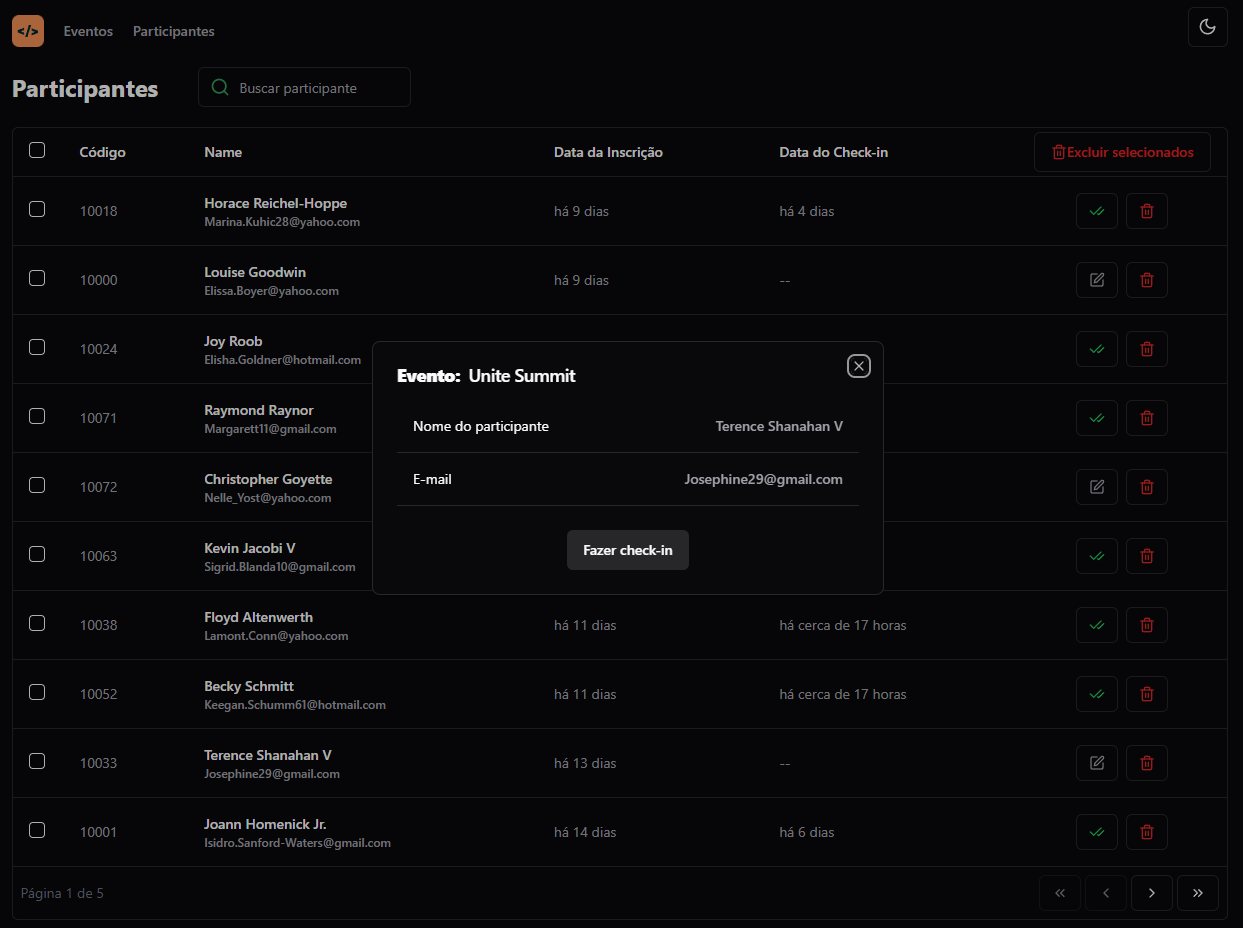 </> Eventos Participantes
Participantes Buscar participante
Código Name Data da Inscrição Data do Check-in Excluir selecionados
10018 Horace Reichel-Hoppe há 9 dias há 4 dias
Marina.Kuhic28@yahoo.com
10000 Louise Goodwin há 9 dias --
Elissa.Boyer@yahoo.com
10024 Joy Roob
Elisha.Goldner@hotmail.com
10071 Raymond Raynor
Margarett11@gmail.com
10072 Christopher Goyette
Nelle_Yost@yahoo.com
10063 Kevin Jacobi V
Sigrid.Blanda10@gmail.com
Evento: Unite Summit
Nome do participante Terence Shanahan V
E-mail Josephine29@gmail.com
Fazer check-in
10038 Floyd Altenwerth há 11 dias há cerca de 17 horas
Lamont.Conn@yahoo.com
10052 Becky Schmitt há 11 dias há cerca de 17 horas
Keegan.Schumm61@hotmail.com
10033 Terence Shanahan V há 13 dias --
Josephine29@gmail.com
10001 Joann Homenick Jr. há 14 dias há 6 dias
Isidro.Sanford-Waters@gmail.com
Página 1 de 5